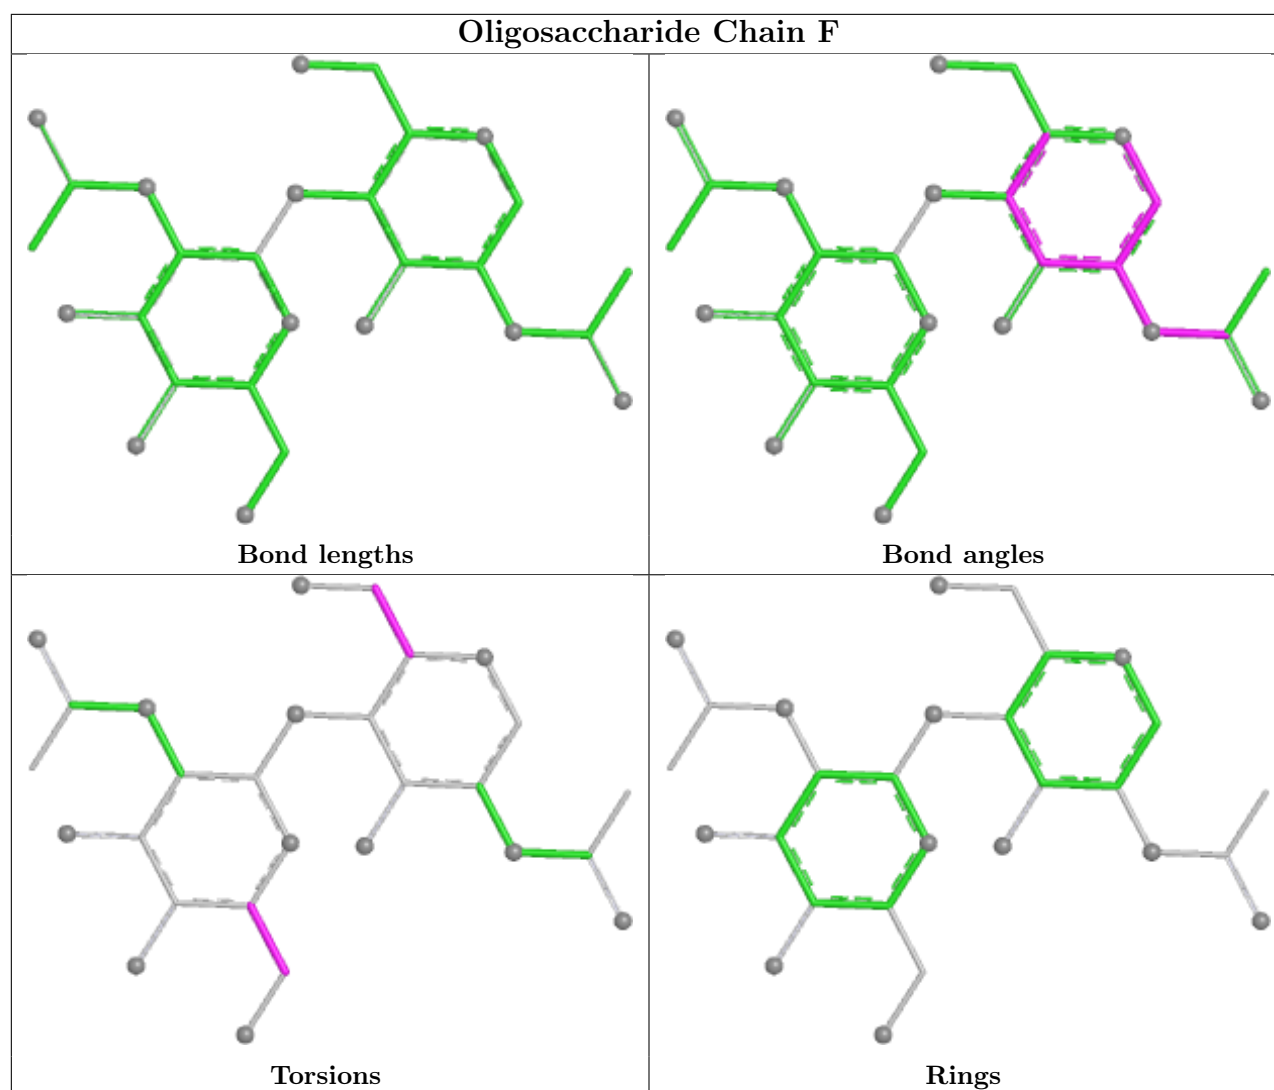 Oligosaccharide Chain F
Bond lengths
Bond angles
Torsions
Rings